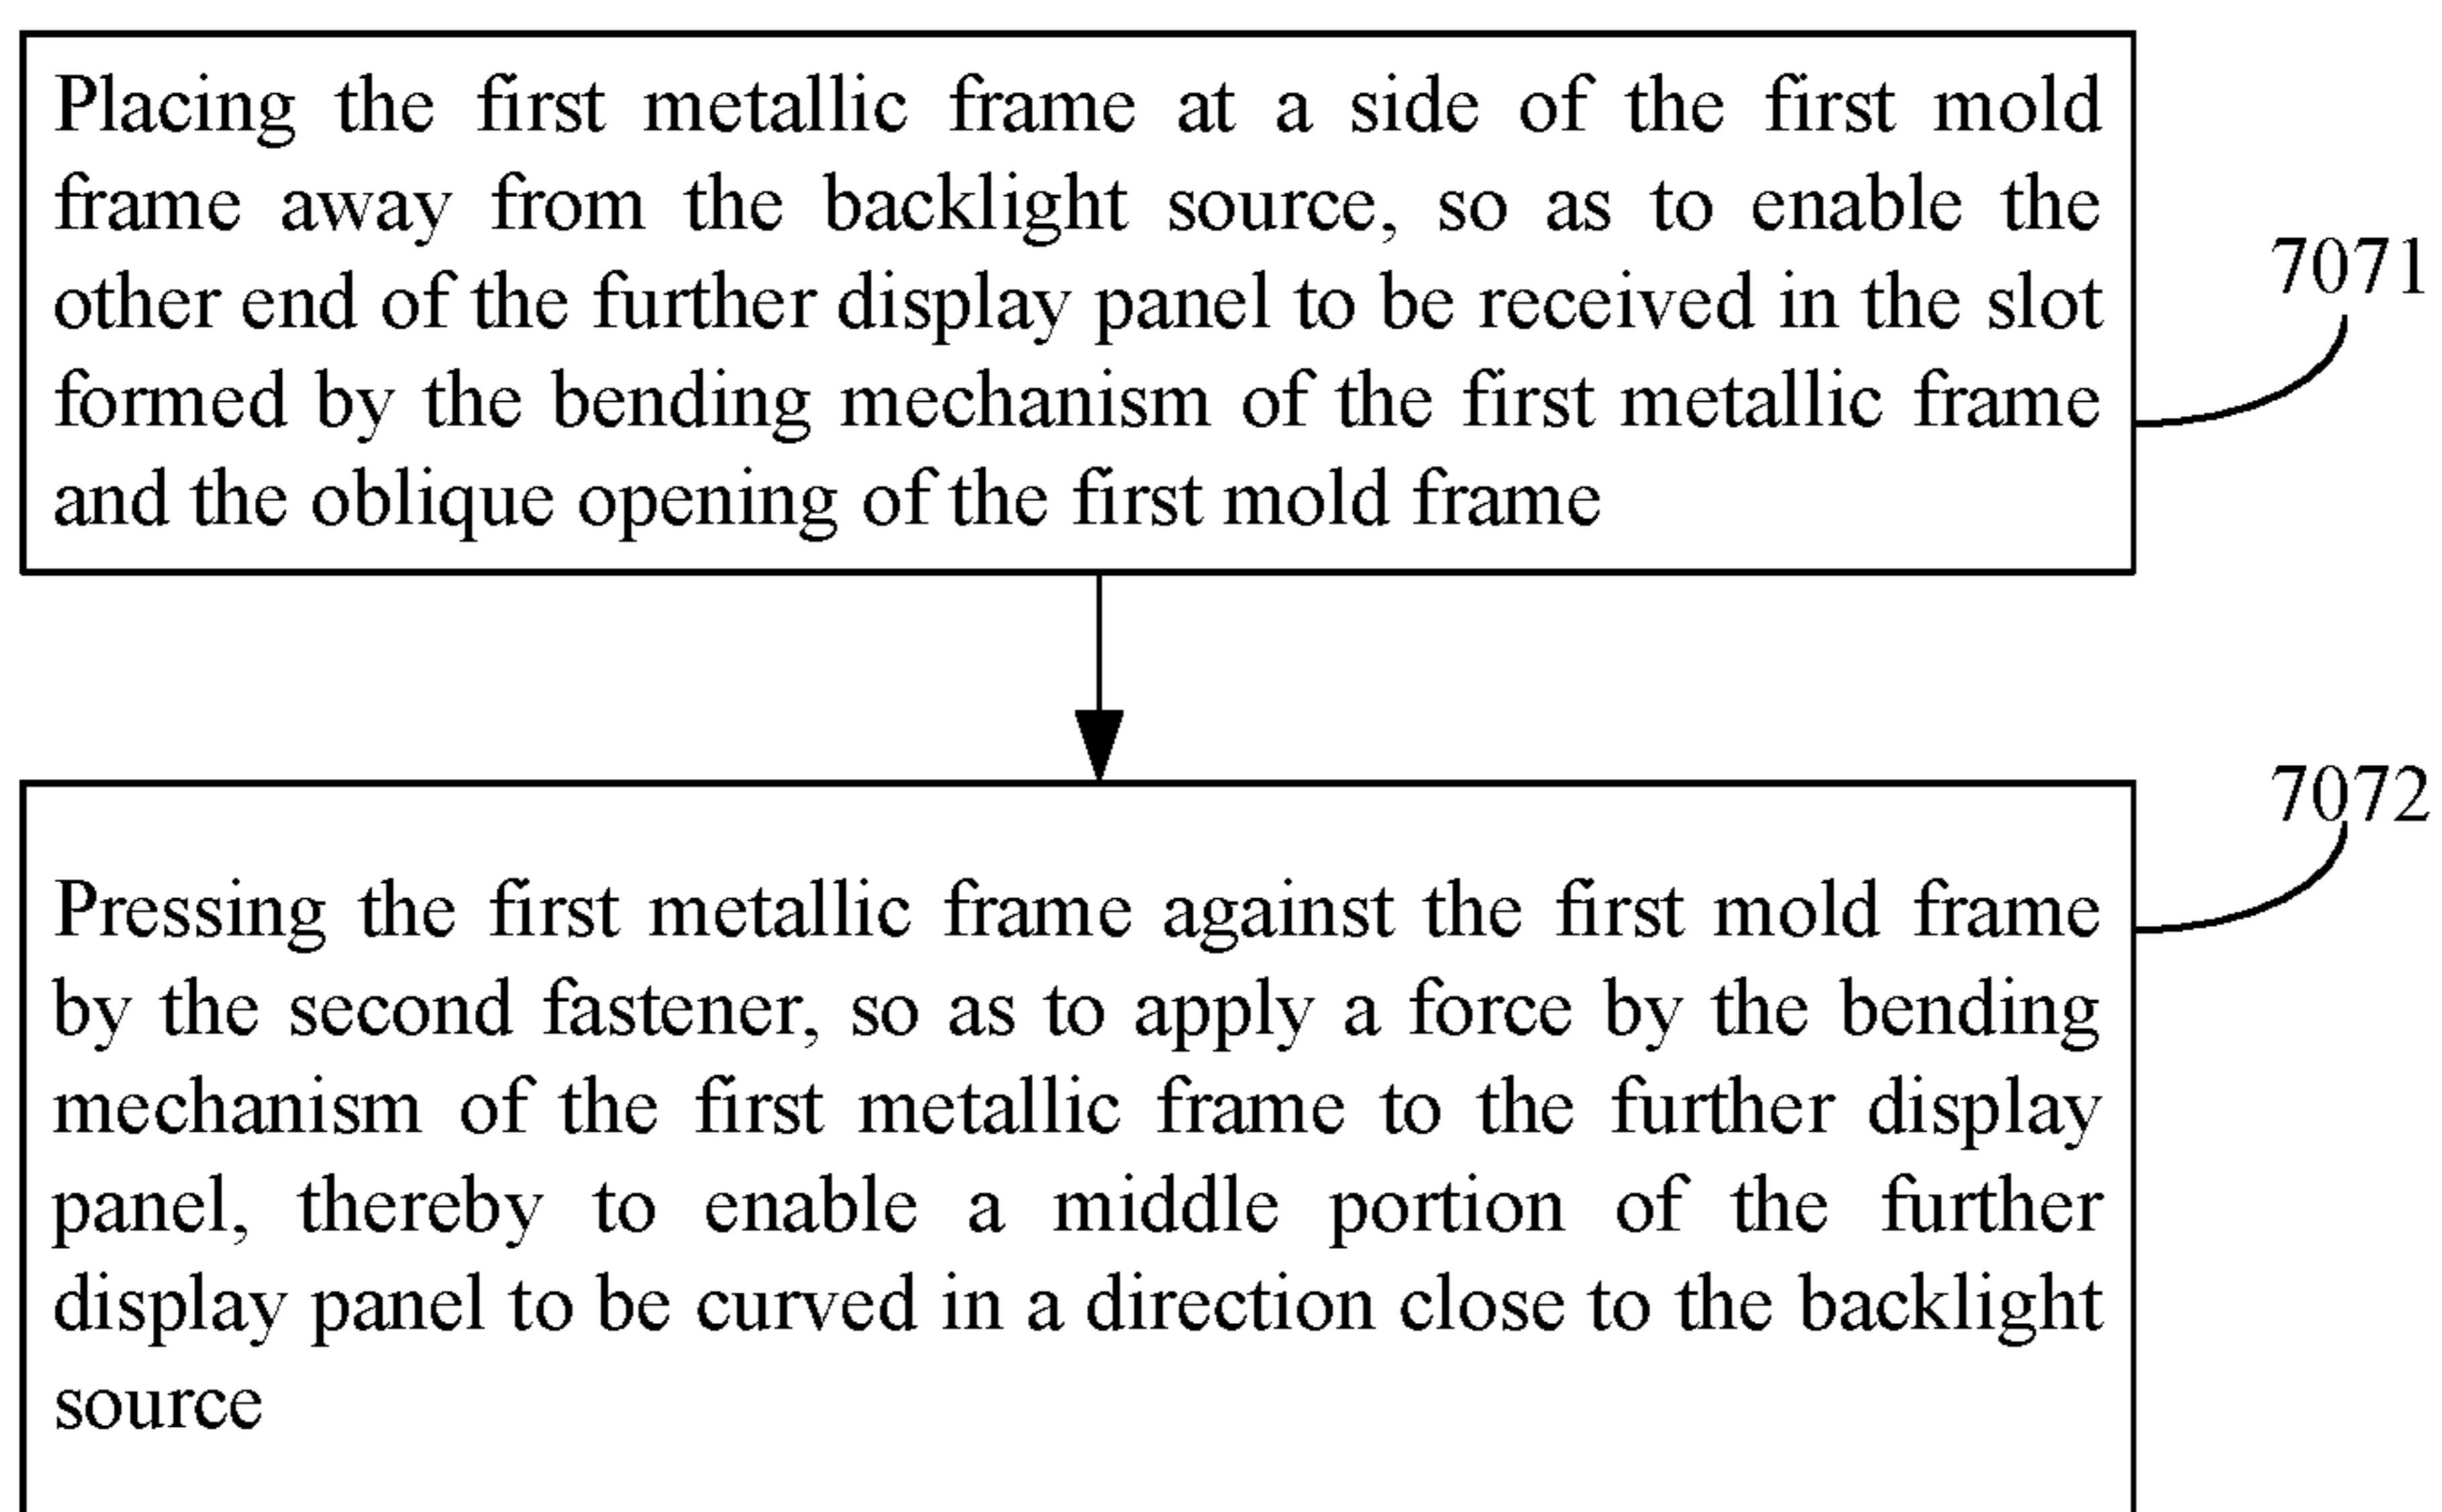 Placing the first metallic frame at a side of the first mold
frame away from the backlight source, so as to enable the
other end of the further display panel to be received in the slot
formed by the bending mechanism of the first metallic frame
and the oblique opening of the first mold frame
7071
7072
Pressing the first metallic frame against the first mold frame
by the second fastener, so as to apply a force by the bending
mechanism of the first metallic frame to the further display
panel, thereby to enable a middle portion of the further
display panel to be curved in a direction close to the backlight
source